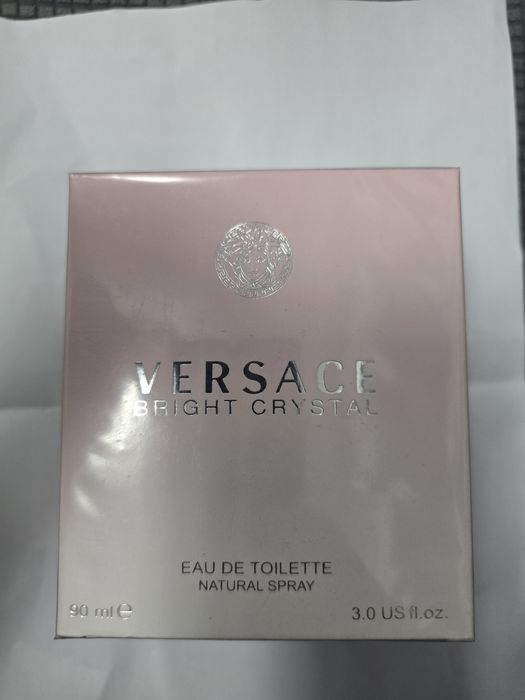 VERSACE
BRIGHT CRYSTAL
EAU DE TOILETTE
NATURAL SPRAY
90 ml ℮
3.0 US fl.oz.